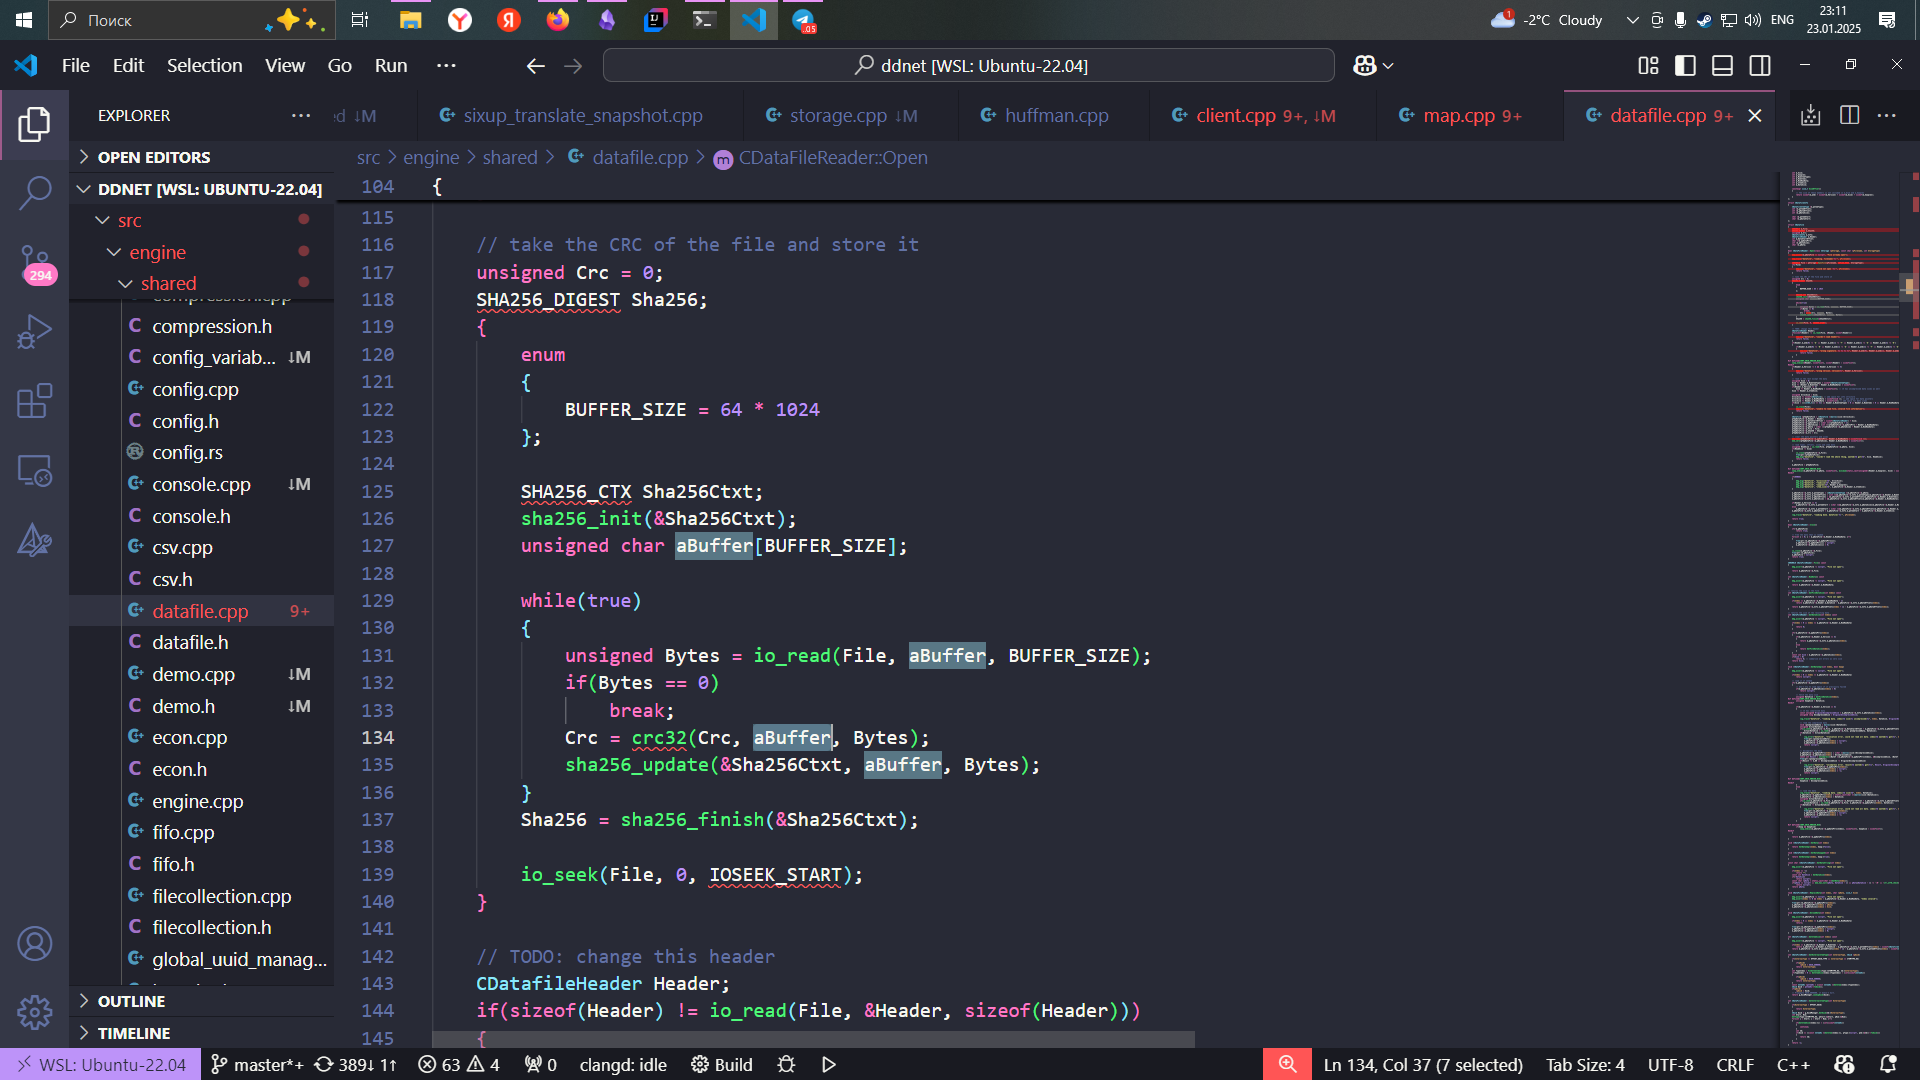 Поиск
.05
1
-2°C Cloudy
ENG
23:11
23.01.2025
File Edit Selection View Go Run ···
ddnet [WSL: Ubuntu-22.04]
EXPLORER
ed ↓M
sixup_translate_snapshot.cpp
storage.cpp ↓M
huffman.cpp
client.cpp 9+, ↓M
map.cpp 9+
datafile.cpp 9+
src > engine > shared > datafile.cpp > CDataFileReader::Open
OPEN EDITORS
DDNET [WSL: UBUNTU-22.04]
src
engine
shared
compression.cpp
compression.h
config_variab... ↓M
config.cpp
config.h
config.rs
console.cpp ↓M
console.h
csv.cpp
csv.h
datafile.cpp 9+
datafile.h
demo.cpp ↓M
demo.h ↓M
econ.cpp
econ.h
engine.cpp
fifo.cpp
fifo.h
filecollection.cpp
filecollection.h
global_uuid_manag...
OUTLINE
TIMELINE
294
104 {
115
116 // take the CRC of the file and store it
117 unsigned Crc = 0;
118 SHA256_DIGEST Sha256;
119 {
120 enum
121 {
122 BUFFER_SIZE = 64 * 1024
123 };
124
125 SHA256_CTX Sha256Ctxt;
126 sha256_init(&Sha256Ctxt);
127 unsigned char aBuffer[BUFFER_SIZE];
128
129 while(true)
130 {
131 unsigned Bytes = io_read(File, aBuffer, BUFFER_SIZE);
132 if(Bytes == 0)
133 break;
134 Crc = crc32(Crc, aBuffer, Bytes);
135 sha256_update(&Sha256Ctxt, aBuffer, Bytes);
136 }
137 Sha256 = sha256_finish(&Sha256Ctxt);
138
139 io_seek(File, 0, IOSEEK_START);
140 }
141
142 // TODO: change this header
143 CDatafileHeader Header;
144 if(sizeof(Header) != io_read(File, &Header, sizeof(Header)))
145 {
WSL: Ubuntu-22.04 master*+ 389↓ 1↑ 63 4 0 clangd: idle Build
Ln 134, Col 37 (7 selected) Tab Size: 4 UTF-8 CRLF C++